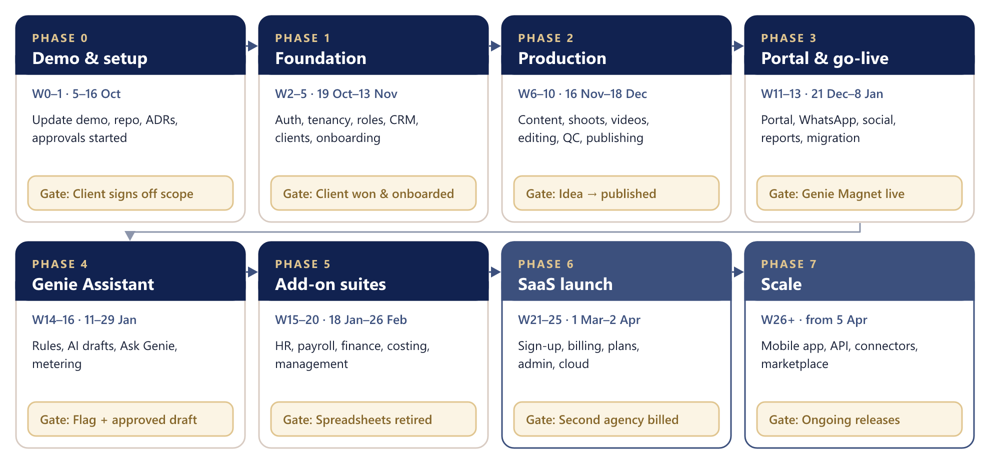 PHASE 0
Demo & setup
W0–1 · 5–16 Oct
Update demo, repo, ADRs,
approvals started
Gate: Client signs off scope
PHASE 1
Foundation
W2–5 · 19 Oct–13 Nov
Auth, tenancy, roles, CRM,
clients, onboarding
Gate: Client won & onboarded
PHASE 2
Production
W6–10 · 16 Nov–18 Dec
Content, shoots, videos,
editing, QC, publishing
Gate: Idea → published
PHASE 3
Portal & go-live
W11–13 · 21 Dec–8 Jan
Portal, WhatsApp, social,
reports, migration
Gate: Genie Magnet live
PHASE 4
Genie Assistant
W14–16 · 11–29 Jan
Rules, AI drafts, Ask Genie,
metering
Gate: Flag + approved draft
PHASE 5
Add-on suites
W15–20 · 18 Jan–26 Feb
HR, payroll, finance, costing,
management
Gate: Spreadsheets retired
PHASE 6
SaaS launch
W21–25 · 1 Mar–2 Apr
Sign-up, billing, plans,
admin, cloud
Gate: Second agency billed
PHASE 7
Scale
W26+ · from 5 Apr
Mobile app, API, connectors,
marketplace
Gate: Ongoing releases